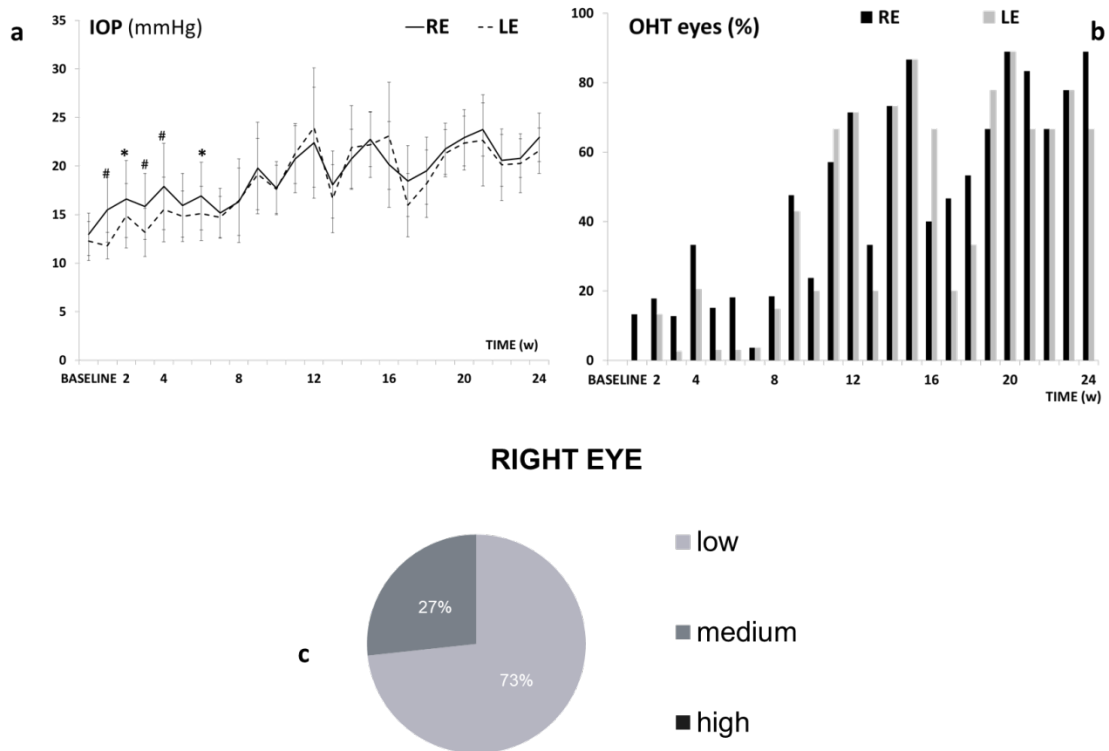 a
IOP (mmHg)
RE
LE
35
30
25
20
15
10
5
0
#
*
#
#
*
TIME (w)
BASELINE 2 4 8 12 16 20 24
OHT eyes (%)
RE
LE
b
100
80
60
40
20
0
BASELINE 2 4 8 12 16 20 24
TIME (w)
RIGHT EYE
c
27%
73%
low
medium
high